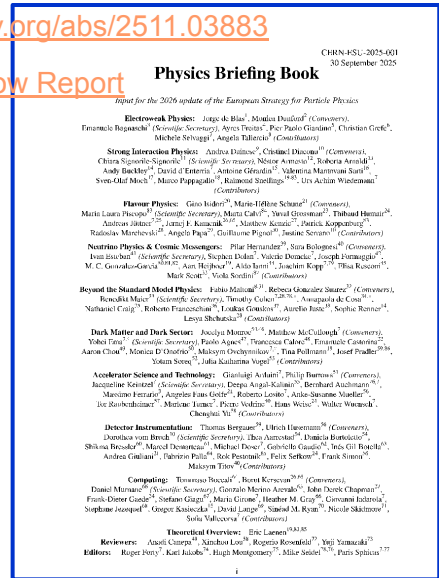 .org/abs/2511.03883
CERN-ESU-2025-001
30 September 2025
ow Report
Physics Briefing Book
Input for the 2026 update of the European Strategy for Particle Physics
Electroweak Physics: Jorge de Blas, Monica Dunford (Conveners),
Emanuele Bagnaschi (Scientific Secretary), Ayres Freitas, Pier Paolo Giardino, Christian Grefe,
Michele Selvaggi, Angela Taliercio (Contributors)
Strong Interaction Physics: Andrea Dainese, Cristinel Diaconu (Conveners),
Chiara Signorile-Signorile (Scientific Secretary), Néstor Armesto, Roberta Arnaldi,
Andy Buckley, David d'Enterria, Antoine Gérardin, Valentina Mantovani Sarti,
Sven-Olaf Moch, Marco Pappagallo, Raimond Snellings, Urs Achim Wiedemann
(Contributors)
Flavour Physics: Gino Isidori, Marie-Hélène Schune (Conveners),
Maria Laura Piscopo (Scientific Secretary), Marta Calvi, Yuval Grossman, Thibaud Humair,
Andreas Jüttner, Jernej F. Kamenik, Matthew Kenzie, Patrick Koppenburg,
Radoslav Marchevski, Angela Papa, Guillaume Pignol, Justine Serrano (Contributors)
Neutrino Physics & Cosmic Messengers: Pilar Hernandez, Sara Bolognesi (Conveners),
Ivan Esteban (Scientific Secretary), Stephen Dolan, Valerie Domcke, Joseph Formaggio,
M. C. Gonzalez-Garcia, Aart Heijboer, Aldo Ianni, Joachim Kopp, Elisa Resconi,
Mark Scott, Viola Sordini (Contributors)
Beyond the Standard Model Physics: Fabio Maltoni, Rebeca Gonzalez Suarez (Conveners),
Benedikt Maier (Scientific Secretary), Timothy Cohen, Annapaola de Cosa,
Nathaniel Craig, Roberto Franceschini, Loukas Gouskos, Aurelio Juste, Sophie Renner,
Lesya Shchutska (Contributors)
Dark Matter and Dark Sector: Jocelyn Monroe, Matthew McCullough (Conveners),
Yohei Ema (Scientific Secretary), Paolo Agnes, Francesca Calore, Emanuele Castorina,
Aaron Chou, Monica D'Onofrio, Maksym Ovchynnikov, Tina Pollmann, Josef Pradler,
Yotam Soreq, Julia Katharina Vogel (Contributors)
Accelerator Science and Technology: Gianluigi Arduini, Philip Burrows (Conveners),
Jacqueline Keintzel (Scientific Secretary), Deepa Angal-Kalinin, Bernhard Auchmann,
Massimo Ferrario, Angeles Faus Golfe, Roberto Losito, Anke-Susanne Mueller,
Tor Raubenheimer, Marlene Turner, Pierre Vedrine, Hans Weise, Walter Wuensch,
Chenghui Yu (Contributors)
Detector Instrumentation: Thomas Bergauer, Ulrich Husemann (Conveners),
Dorothea vom Bruch (Scientific Secretary), Thea Aarrestad, Daniela Bortoletto,
Shikma Bressler, Marcel Demarteau, Michael Doser, Gabriella Gaudio, Inés Gil Botella,
Andrea Giuliani, Fabrizio Palla, Rok Pestotnik, Felix Sefkow, Frank Simon,
Maksym Titov (Contributors)
Computing: Tommaso Boccali, Borut Kersevan (Conveners),
Daniel Murnane (Scientific Secretary), Gonzalo Merino Arevalo, John Derek Chapman,
Frank-Dieter Gaede, Stefano Giagu, Maria Girone, Heather M. Gray, Giovanni Iadarola,
Stephane Jezequel, Gregor Kasieczka, David Lange, Sinéad M. Ryan, Nicole Skidmore,
Sofia Vallecorsa (Contributors)
Theoretical Overview: Eric Laenen
Reviewers: Anadi Canepa, Xinchou Lou, Rogerio Rosenfeld, Yuji Yamazaki
Editors: Roger Forty, Karl Jakobs, Hugh Montgomery, Mike Seidel, Paris Sphicas
i